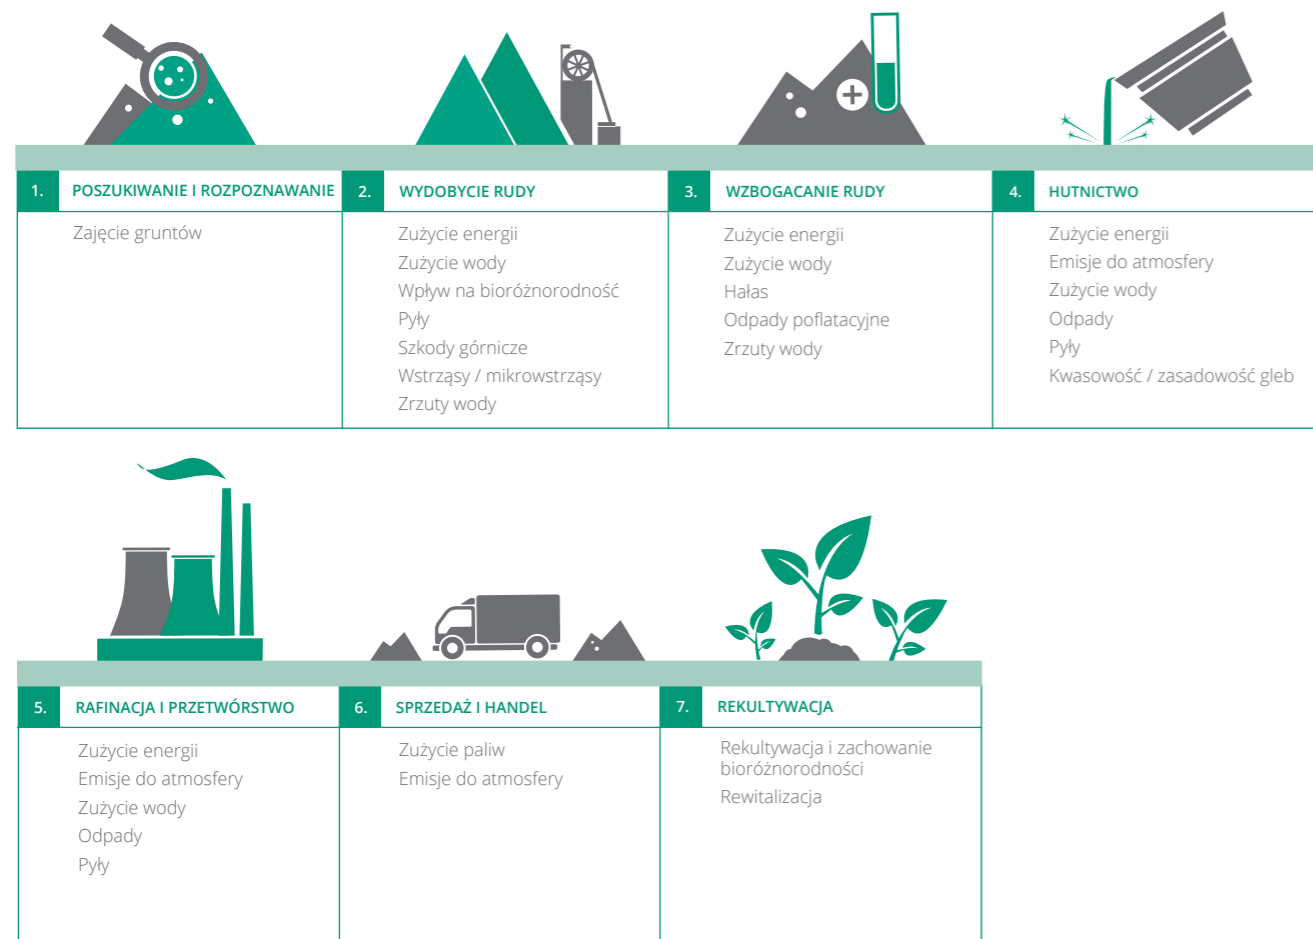 1. POSZUKIWANIE I ROZPOZNAWANIE
Zajęcie gruntów
2. WYDOBYCIE RUDY
Zużycie energii
Zużycie wody
Wpływ na bioróżnorodność
Pyły
Szkody górnicze
Wstrząsy / mikrowstrząsy
Zrzuty wody
3. WZBOGACANIE RUDY
Zużycie energii
Zużycie wody
Hałas
Odpady poflatacyjne
Zrzuty wody
4. HUTNICTWO
Zużycie energii
Emisje do atmosfery
Zużycie wody
Odpady
Pyły
Kwasowość / zasadowość gleb
5. RAFINACJA I PRZETWÓRSTWO
Zużycie energii
Emisje do atmosfery
Zużycie wody
Odpady
Pyły
6. SPRZEDAŻ I HANDEL
Zużycie paliw
Emisje do atmosfery
7. REKULTYWACJA
Rekultywacja i zachowanie
bioróżnorodności
Rewitalizacja